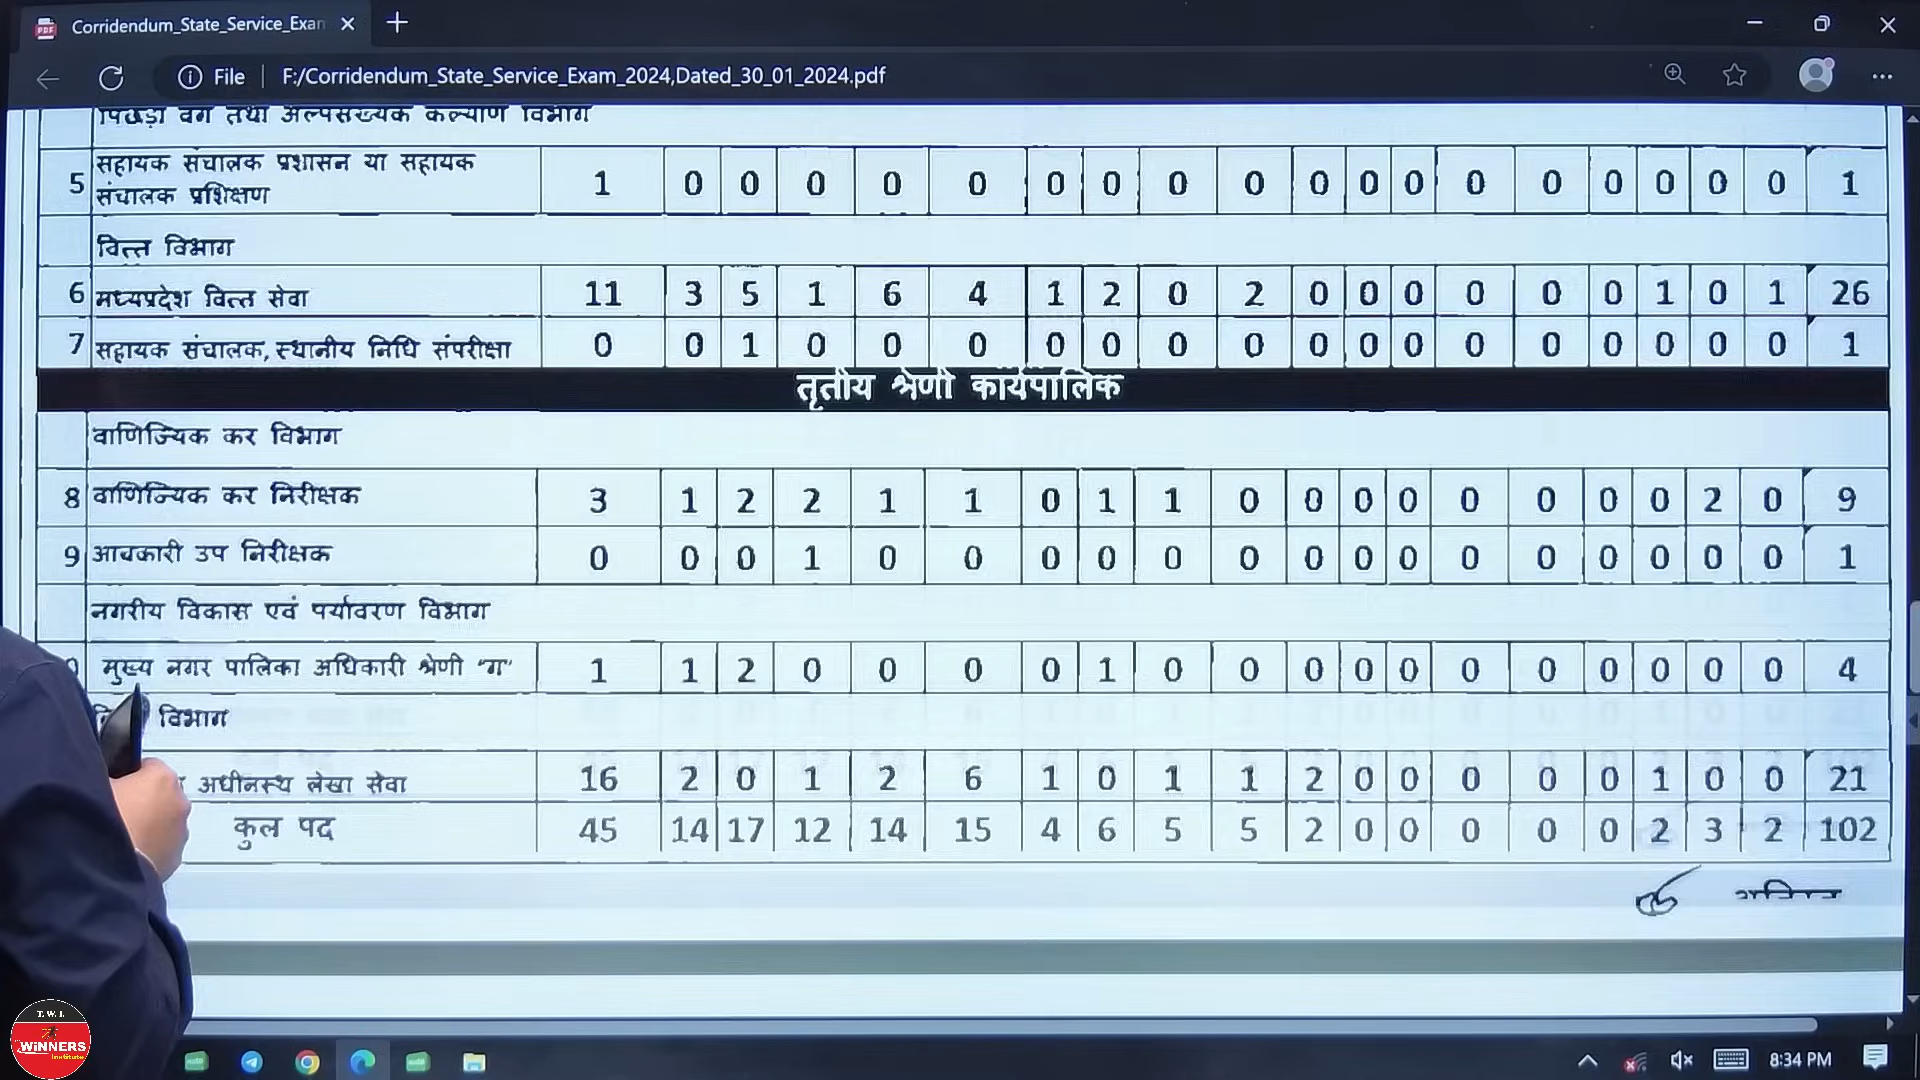 Corridendum_State_Service_Exan
File F:/Corridendum_State_Service_Exam_2024,Dated_30_01_2024.pdf
पिछड़ा वर्ग तथा अल्पसंख्यक कल्याण विभाग
5 सहायक संचालक प्रशासन या सहायक संचालक प्रशिक्षण 1 0 0 0 0 0 0 0 0 0 0 0 0 0 0 0 0 0 0 1
वित्त विभाग
6 मध्यप्रदेश वित्त सेवा 11 3 5 1 6 4 1 2 0 2 0 0 0 0 0 0 1 0 1 26
7 सहायक संचालक, स्थानीय निधि संपरीक्षा 0 0 1 0 0 0 0 0 0 0 0 0 0 0 0 0 0 0 0 1
तृतीय श्रेणी कार्यपालिक
वाणिज्यिक कर विभाग
8 वाणिज्यिक कर निरीक्षक 3 1 2 2 1 1 0 1 1 0 0 0 0 0 0 0 0 2 0 9
9 आबकारी उप निरीक्षक 0 0 0 1 0 0 0 0 0 0 0 0 0 0 0 0 0 0 0 1
नगरीय विकास एवं पर्यावरण विभाग
मुख्य नगर पालिका अधिकारी श्रेणी "ग" 1 1 2 0 0 0 0 1 0 0 0 0 0 0 0 0 0 0 0 4
विभाग
अधीनस्थ लेखा सेवा 16 2 0 1 2 6 1 0 1 1 2 0 0 0 0 0 1 0 0 21
कुल पद 45 14 17 12 14 15 4 6 5 5 2 0 0 0 0 0 2 3 2 102
T.W.I.
WiNNERS
Institute
8:34 PM